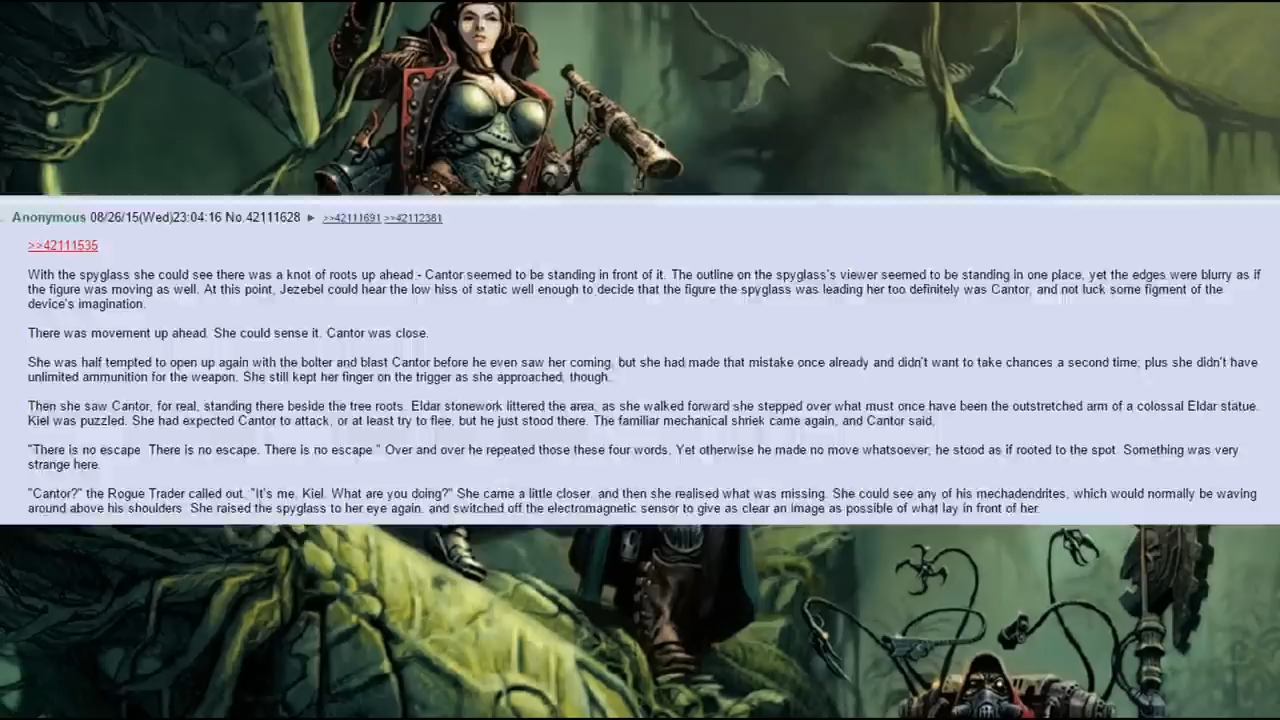 Anonymous 08/26/15(Wed)23:04:16 No.42111628 ► >>42111691 >>42112381
>>42111535
With the spyglass she could see there was a knot of roots up ahead - Cantor seemed to be standing in front of it. The outline on the spyglass's viewer seemed to be standing in one place, yet the edges were blurry as if
the figure was moving as well. At this point, Jezebel could hear the low hiss of static well enough to decide that the figure the spyglass was leading her too definitely was Cantor, and not luck some figment of the
device's imagination.
There was movement up ahead. She could sense it. Cantor was close.
She was half tempted to open up again with the bolter and blast Cantor before he even saw her coming, but she had made that mistake once already and didn't want to take chances a second time; plus she didn't have
unlimited ammunition for the weapon. She still kept her finger on the trigger as she approached, though.
Then she saw Cantor, for real, standing there beside the tree roots. Eldar stonework littered the area, as she walked forward she stepped over what must once have been the outstretched arm of a colossal Eldar statue.
Kiel was puzzled. She had expected Cantor to attack, or at least try to flee, but he just stood there. The familiar mechanical shriek came again, and Cantor said,
"There is no escape. There is no escape. There is no escape." Over and over he repeated those these four words. Yet otherwise he made no move whatsoever; he stood as if rooted to the spot. Something was very
strange here.
"Cantor?" the Rogue Trader called out. "It's me, Kiel. What are you doing?" She came a little closer, and then she realised what was missing. She could see any of his mechadendrites, which would normally be waving
around above his shoulders. She raised the spyglass to her eye again, and switched off the electromagnetic sensor to give as clear an image as possible of what lay in front of her.